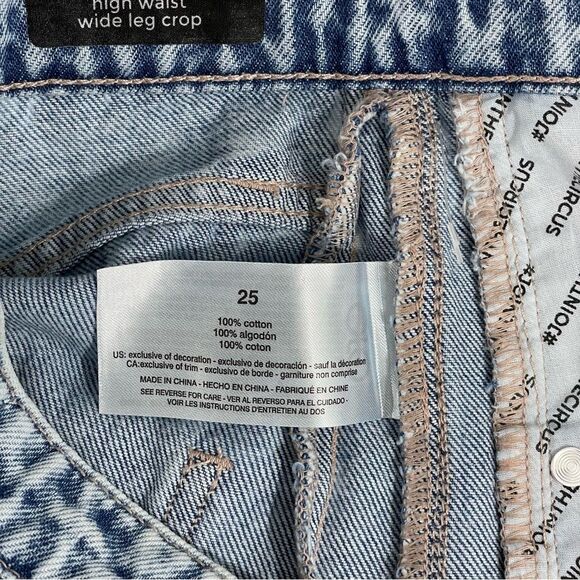 high waist
wide leg crop
25
100% cotton
100% algodón
100% coton
US: exclusive of decoration - exclusivo de decoración - sauf la décoration
CA:exclusive of trim - exclusivo de borde - garniture non comprise
MADE IN CHINA - HECHO EN CHINA - FABRIQUÉ EN CHINE
SEE REVERSE FOR CARE - VER AL REVERSO PARA EL CUIDADO -
VOIR LES INSTRUCTIONS D'ENTRETIEN AU DOS
#JOINTHE
CIRCUS
#JOINTHE
CIRCUS